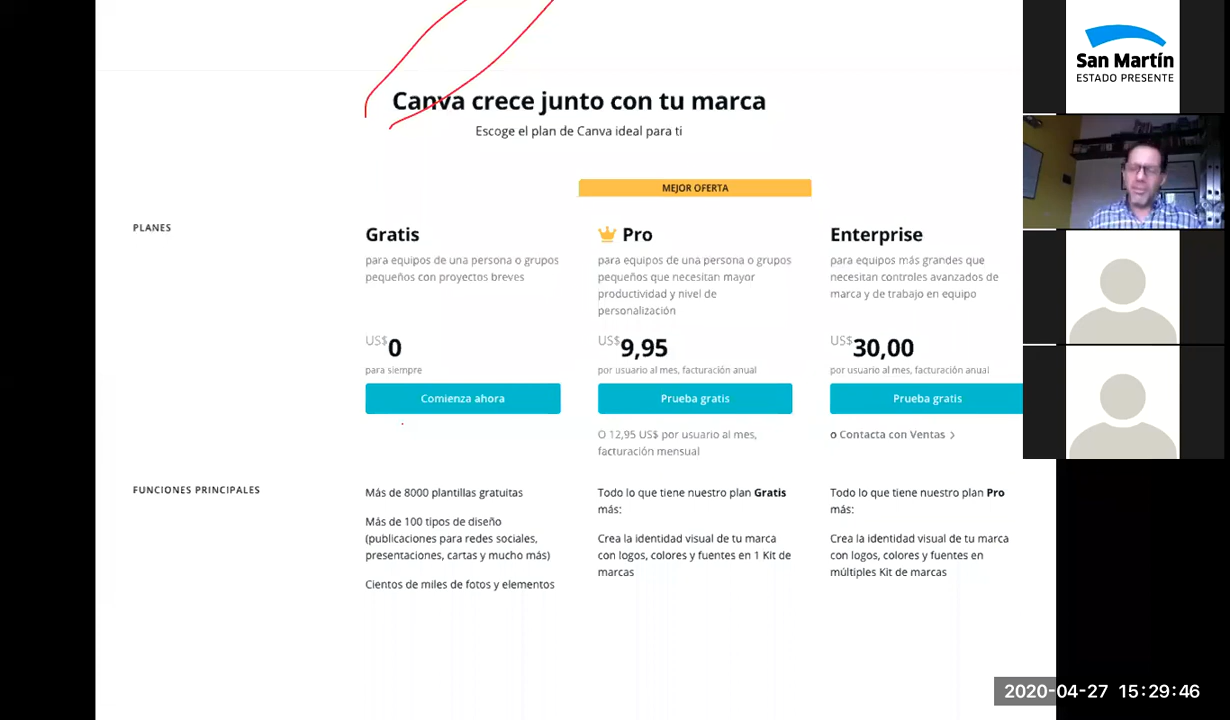 Canva crece junto con tu marca
Escoge el plan de Canva ideal para ti
MEJOR OFERTA
PLANES
Gratis
para equipos de una persona o grupos
pequeños con proyectos breves
US$0
para siempre
Comienza ahora
Pro
para equipos de una persona o grupos
pequeños que necesitan mayor
productividad y nivel de
personalización
US$9,95
por usuario al mes, facturación anual
Prueba gratis
O 12,95 US$ por usuario al mes,
facturación mensual
Enterprise
para equipos más grandes que
necesitan controles avanzados de
marca y de trabajo en equipo
US$30,00
por usuario al mes, facturación anual
Prueba gratis
o Contacta con Ventas
FUNCIONES PRINCIPALES
Más de 8000 plantillas gratuitas
Más de 100 tipos de diseño
(publicaciones para redes sociales,
presentaciones, cartas y mucho más)
Cientos de miles de fotos y elementos
Todo lo que tiene nuestro plan Gratis
más:
Crea la identidad visual de tu marca
con logos, colores y fuentes en 1 Kit de
marcas
Todo lo que tiene nuestro plan Pro
más:
Crea la identidad visual de tu marca
con logos, colores y fuentes en
múltiples Kit de marcas
San Martín
ESTADO PRESENTE
2020-04-27 15:29:46